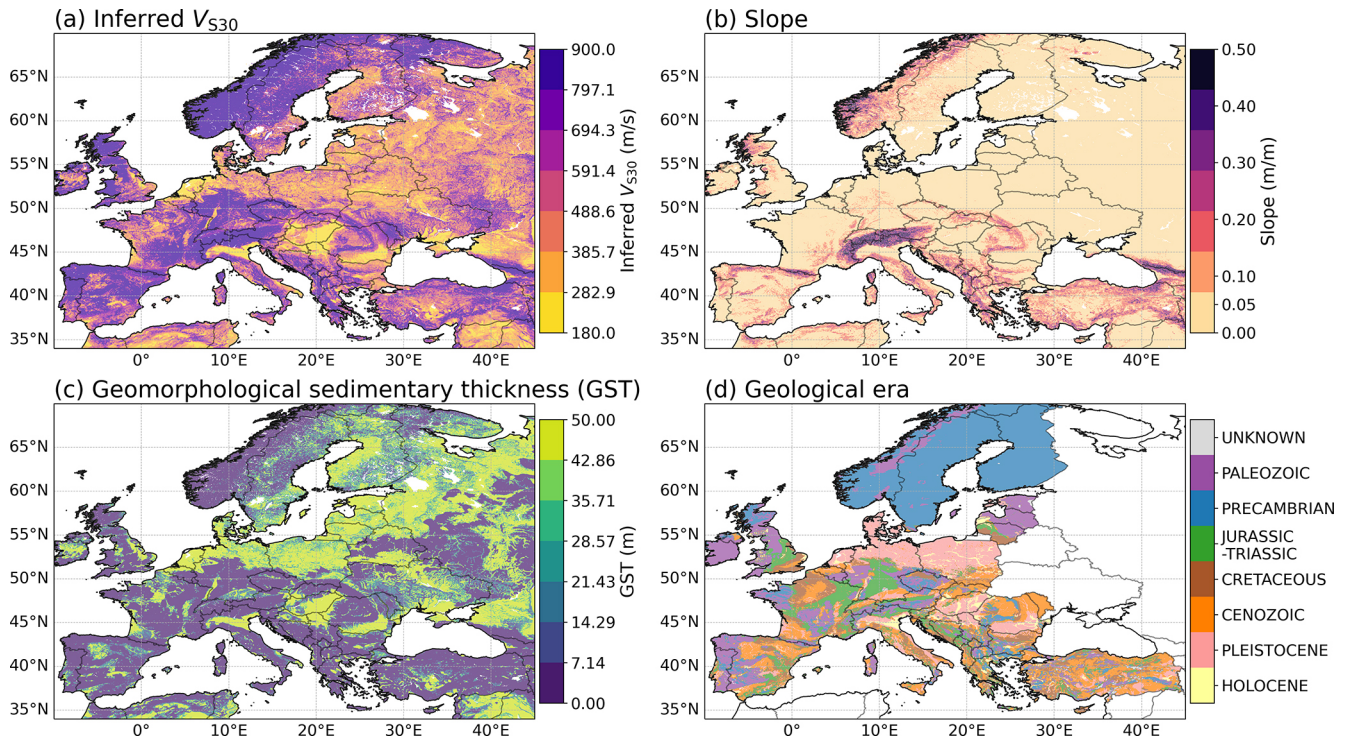 (a) Inferred VS30
65°N
60°N
55°N
50°N
45°N
40°N
35°N
0°
10°E
20°E
30°E
40°E
900.0
797.1
694.3
591.4
488.6
385.7
282.9
180.0
Inferred VS30 (m/s)
(b) Slope
65°N
60°N
55°N
50°N
45°N
40°N
35°N
0°
10°E
20°E
30°E
40°E
0.50
0.40
0.30
0.20
0.10
0.05
0.00
Slope (m/m)
(c) Geomorphological sedimentary thickness (GST)
65°N
60°N
55°N
50°N
45°N
40°N
35°N
0°
10°E
20°E
30°E
40°E
50.00
42.86
35.71
28.57
21.43
14.29
7.14
0.00
GST (m)
(d) Geological era
65°N
60°N
55°N
50°N
45°N
40°N
35°N
0°
10°E
20°E
30°E
40°E
UNKNOWN
PALEOZOIC
PRECAMBRIAN
JURASSIC
-TRIASSIC
CRETACEOUS
CENOZOIC
PLEISTOCENE
HOLOCENE